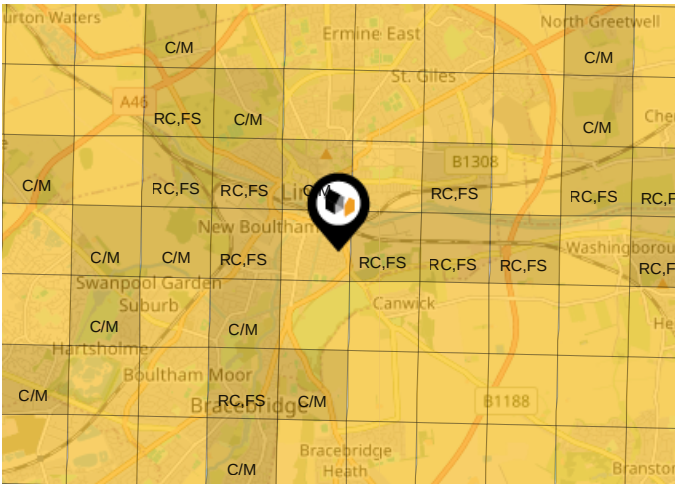 urton Waters
North Greetwell
Ermine East
C/M
C/M
St. Giles
A46
RC,FS
C/M
C/M
Che
B1308
C/M
RC,FS
RC,FS
RC,FS
RC,FS
RC,F
New Boultham
Washingborou
C/M
C/M
RC,FS
RC,FS
RC,FS
RC,FS
RC,F
Swanpool Garden
Suburb
Canwick
C/M
C/M
He
Hartsholme
Boultham Moor
C/M
RC,FS
C/M
B1188
Bracebridge
Bracebridge
Heath
C/M
Branston